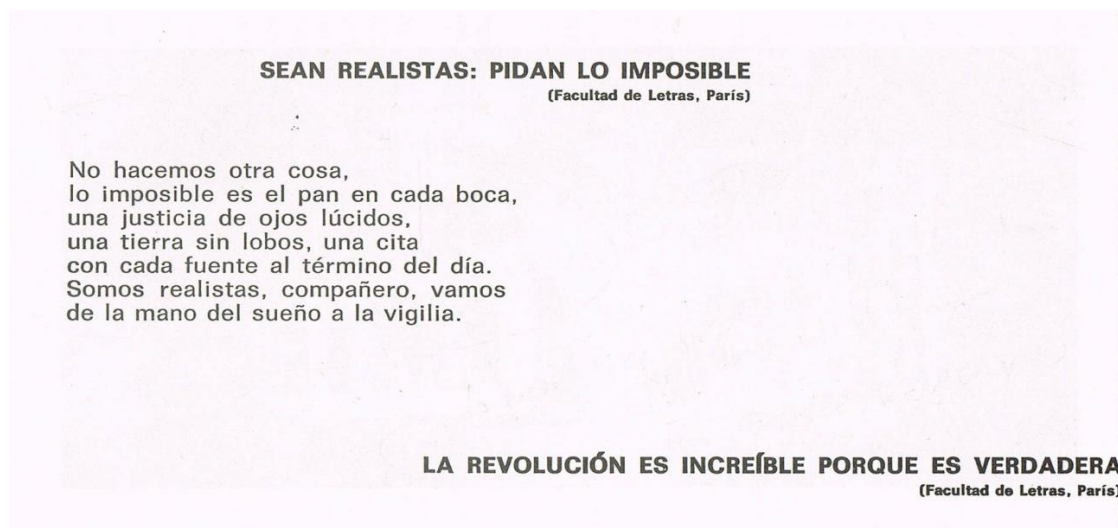 SEAN REALISTAS: PIDAN LO IMPOSIBLE
(Facultad de Letras, París)
No hacemos otra cosa,
lo imposible es el pan en cada boca,
una justicia de ojos lúcidos,
una tierra sin lobos, una cita
con cada fuente al término del día.
Somos realistas, compañero, vamos
de la mano del sueño a la vigilia.
LA REVOLUCIÓN ES INCREÍBLE PORQUE ES VERDADERA
(Facultad de Letras, París)